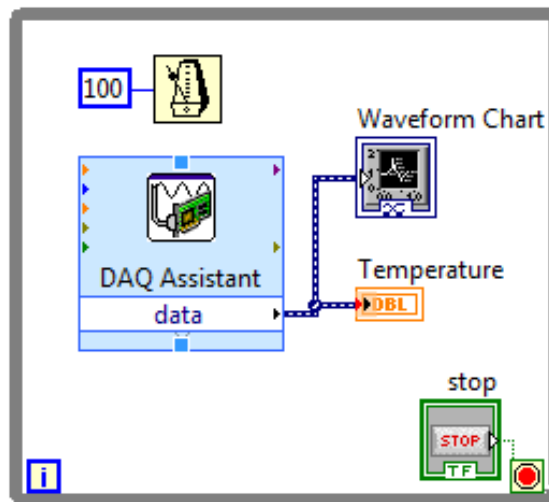 100
Waveform Chart
DAQ Assistant
data
Temperature
DBL
stop
STOP
TF
i